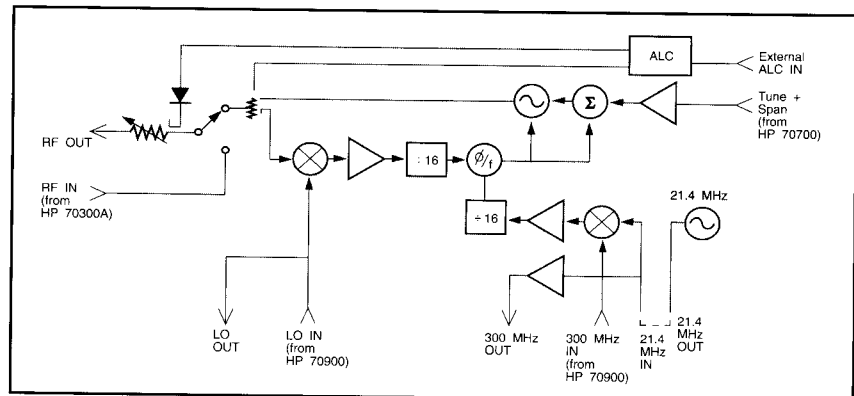 ALC
External
ALC IN
Σ
Tune +
Span
(from
HP 70700)
RF OUT
RF IN
(from
HP 70300A)
: 16
φ/f
÷ 16
21.4 MHz
LO
OUT
LO IN
(from
HP 70900)
300 MHz
OUT
300 MHz
IN
(from
HP 70900)
21.4
MHz
IN
21.4
MHz
OUT